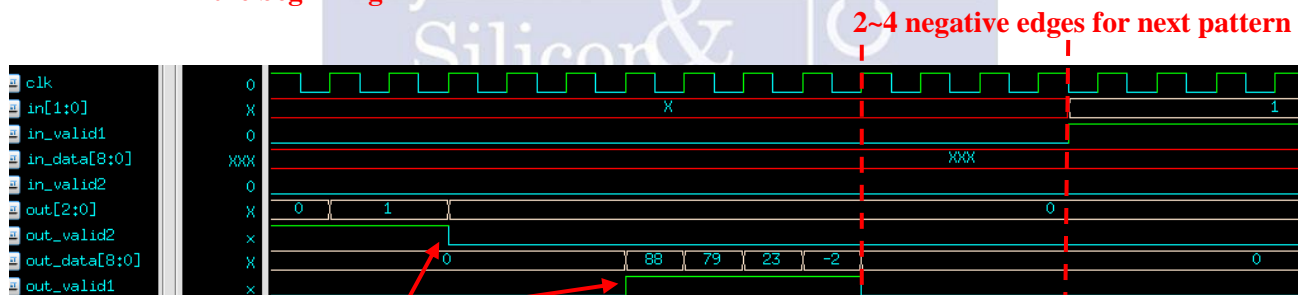 2~4 negative edges for next pattern
Silicon &
clk 0
in[1:0] X X 1
in_valid1 0
in_data[8:0] XXX XXX
in_valid2 0
out[2:0] X 0 1 0
out_valid2 x
out_data[8:0] X 0 88 79 23 -2 0
out_valid1 x